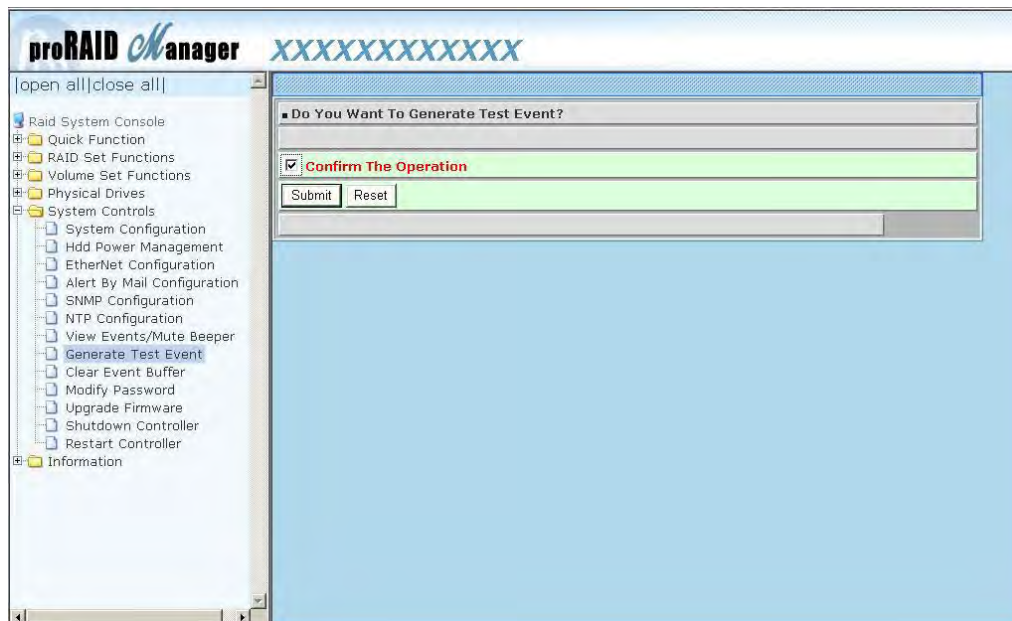 proRAID Manager XXXXXXXXXXXX
|open all|close all|
Raid System Console
Quick Function
RAID Set Functions
Volume Set Functions
Physical Drives
System Controls
System Configuration
Hdd Power Management
EtherNet Configuration
Alert By Mail Configuration
SNMP Configuration
NTP Configuration
View Events/Mute Beeper
Generate Test Event
Clear Event Buffer
Modify Password
Upgrade Firmware
Shutdown Controller
Restart Controller
Information
Do You Want To Generate Test Event?
Confirm The Operation
Submit Reset